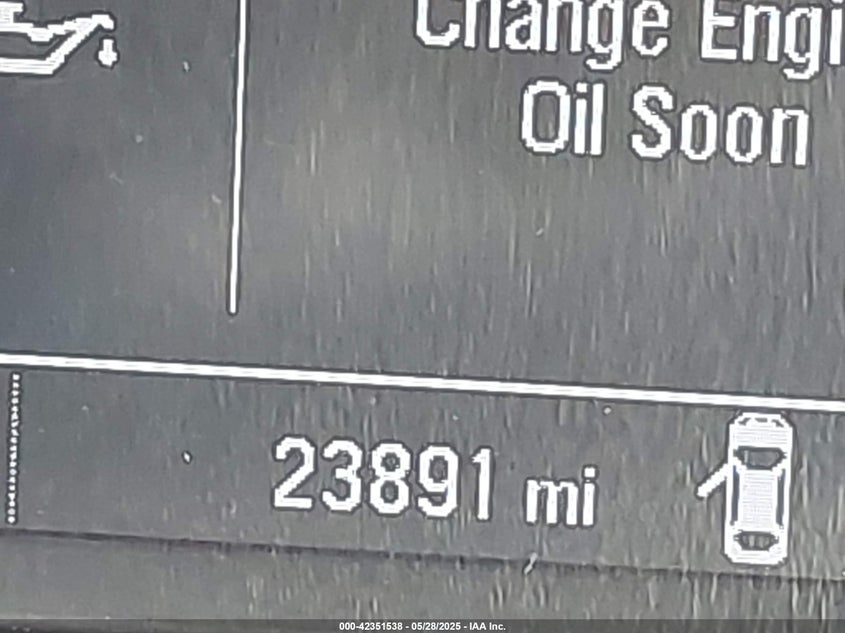 Change Engi
Oil Soon
23891 mi
000-42351538 - 05/28/2025 - IAA Inc.